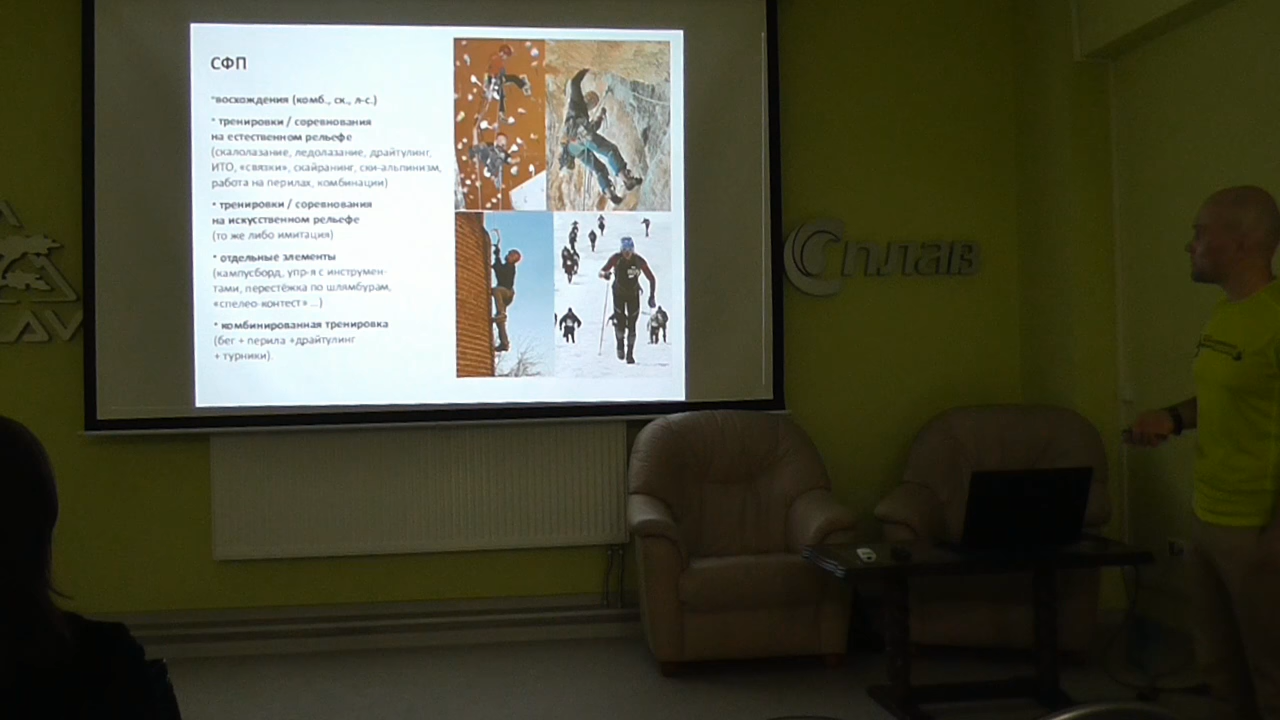 СФП
•восхождения (комб., ск., л-с.)
• тренировки / соревнования
на естественном рельефе
(скалолазание, ледолазание, драйтулинг,
ИТО, «связки», скайранинг, ски-альпинизм,
работа на перилах, комбинации)
• тренировки / соревнования
на искусственном рельефе
(то же либо имитация)
• отдельные элементы
(кампусборд, упр-я с инструмен-
тами, перестёжка по шлямбурам,
«спелео-контест» ...)
• комбинированная тренировка
(бег + перила +драйтулинг
+ турники).
Сплав